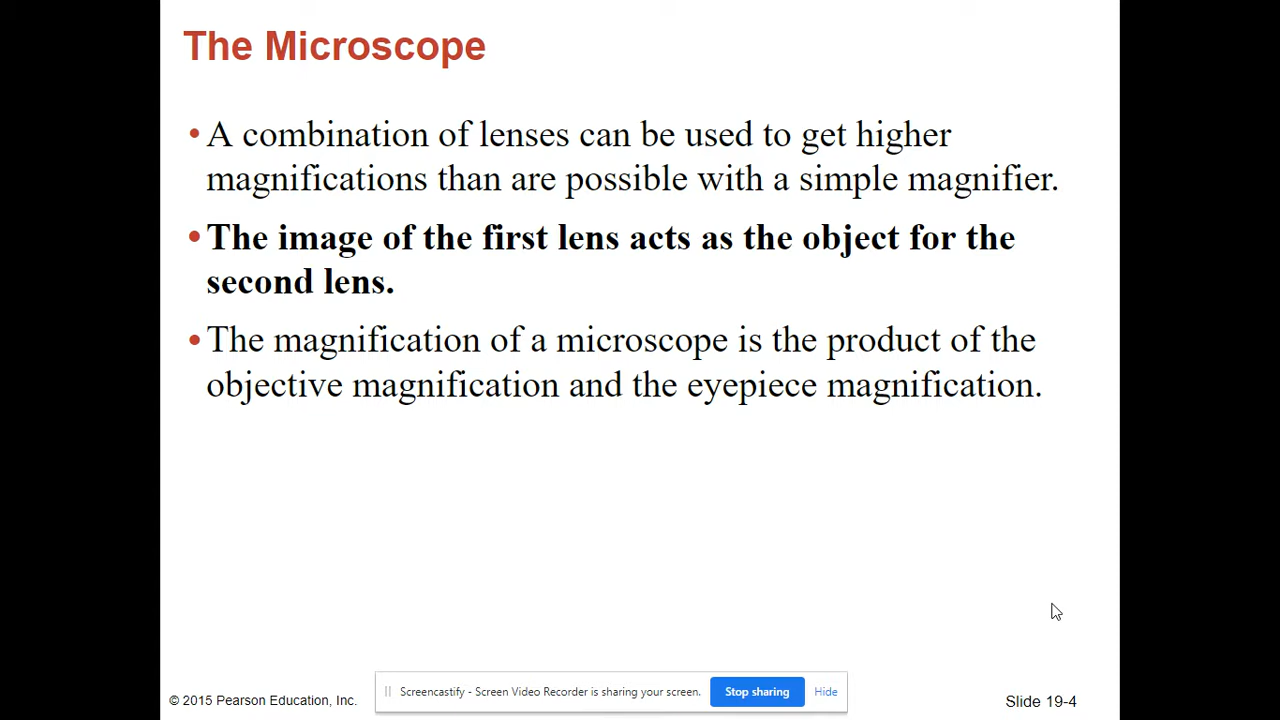 The Microscope
•A combination of lenses can be used to get higher
magnifications than are possible with a simple magnifier.
•The image of the first lens acts as the object for the
second lens.
•The magnification of a microscope is the product of the
objective magnification and the eyepiece magnification.
Screencastify - Screen Video Recorder is sharing your screen. Stop sharing Hide
© 2015 Pearson Education, Inc. Slide 19-4